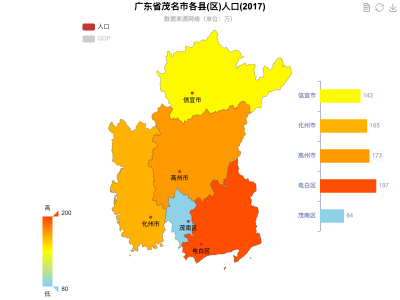 广东省茂名市各县(区)人口(2017)
数据来源网络（单位：万）
人口
GDP
信宜市
高州市
化州市
茂南区
电白区
高
200
80
低
信宜市 142
化州市 165
高州市 173
电白区 197
茂南区 84